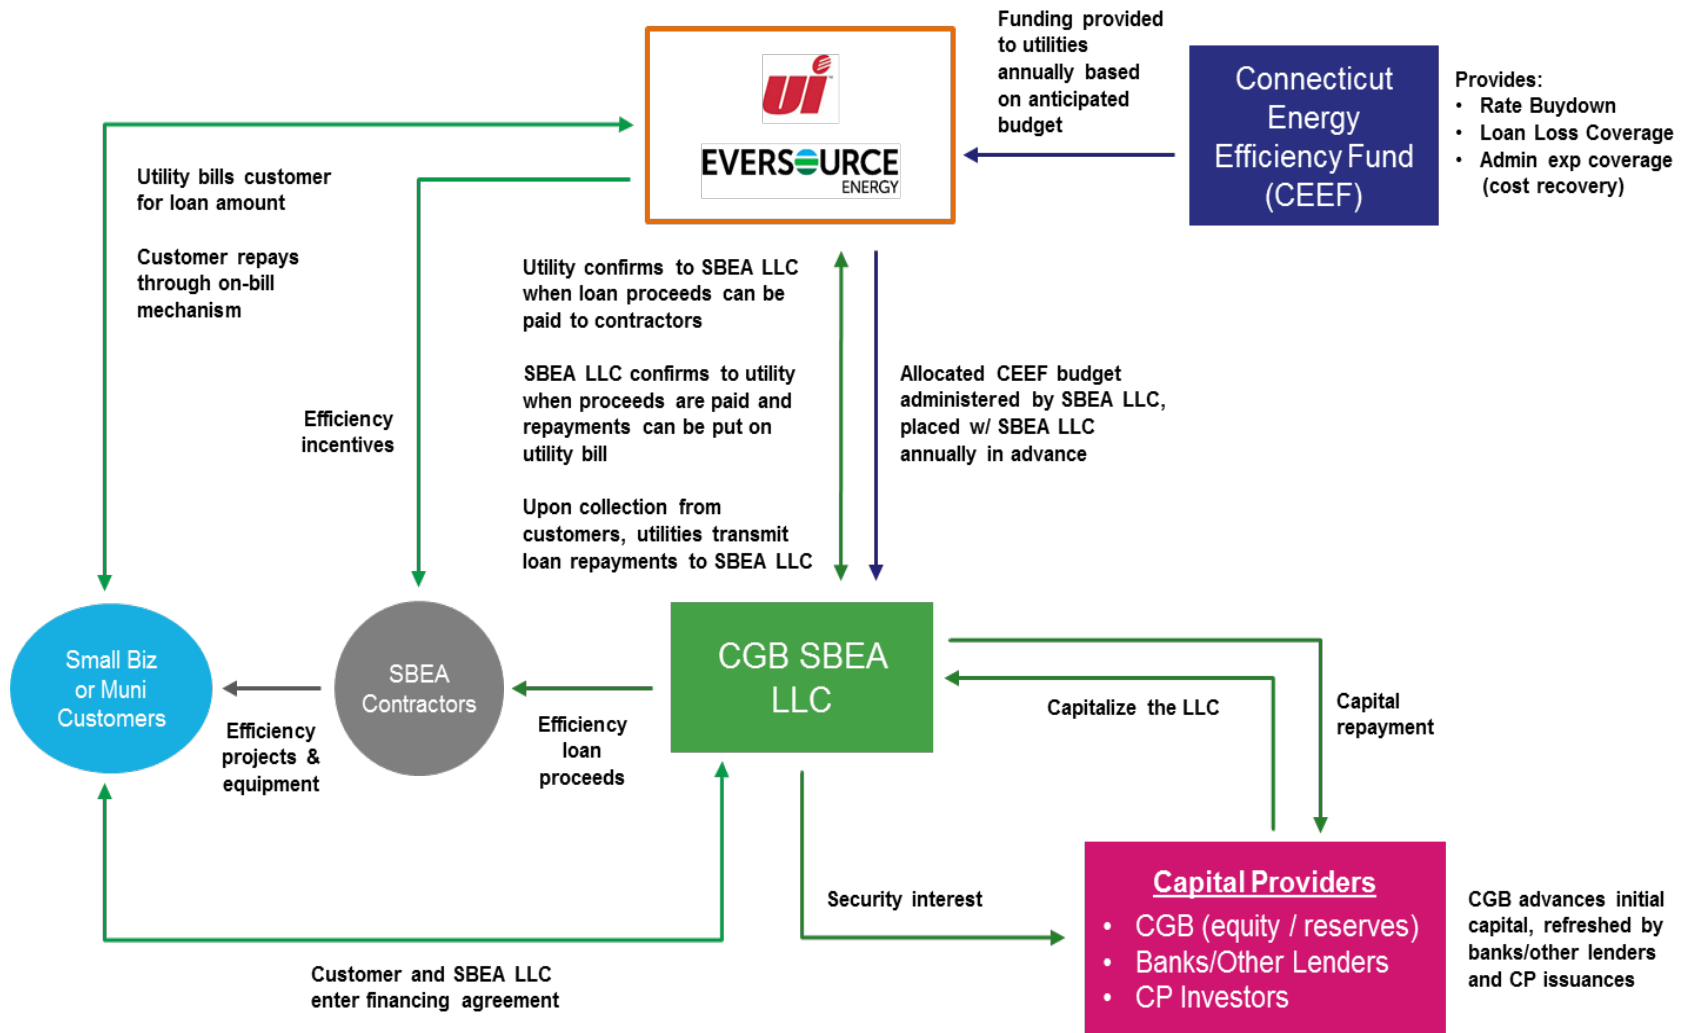 Funding provided
to utilities
annually based
on anticipated
budget
ui
EVERSOURCE
ENERGY
Connecticut
Energy
Efficiency Fund
(CEEF)
Provides:
• Rate Buydown
• Loan Loss Coverage
• Admin exp coverage
(cost recovery)
Utility bills customer
for loan amount
Customer repays
through on-bill
mechanism
Efficiency
incentives
Utility confirms to SBEA LLC
when loan proceeds can be
paid to contractors
SBEA LLC confirms to utility
when proceeds are paid and
repayments can be put on
utility bill
Upon collection from
customers, utilities transmit
loan repayments to SBEA LLC
Allocated CEEF budget
administered by SBEA LLC,
placed w/ SBEA LLC
annually in advance
Small Biz
or Muni
Customers
Efficiency
projects &
equipment
SBEA
Contractors
Efficiency
loan
proceeds
CGB SBEA
LLC
Capitalize the LLC
Capital
repayment
Security interest
Customer and SBEA LLC
enter financing agreement
Capital Providers
• CGB (equity / reserves)
• Banks/Other Lenders
• CP Investors
CGB advances initial
capital, refreshed by
banks/other lenders
and CP issuances